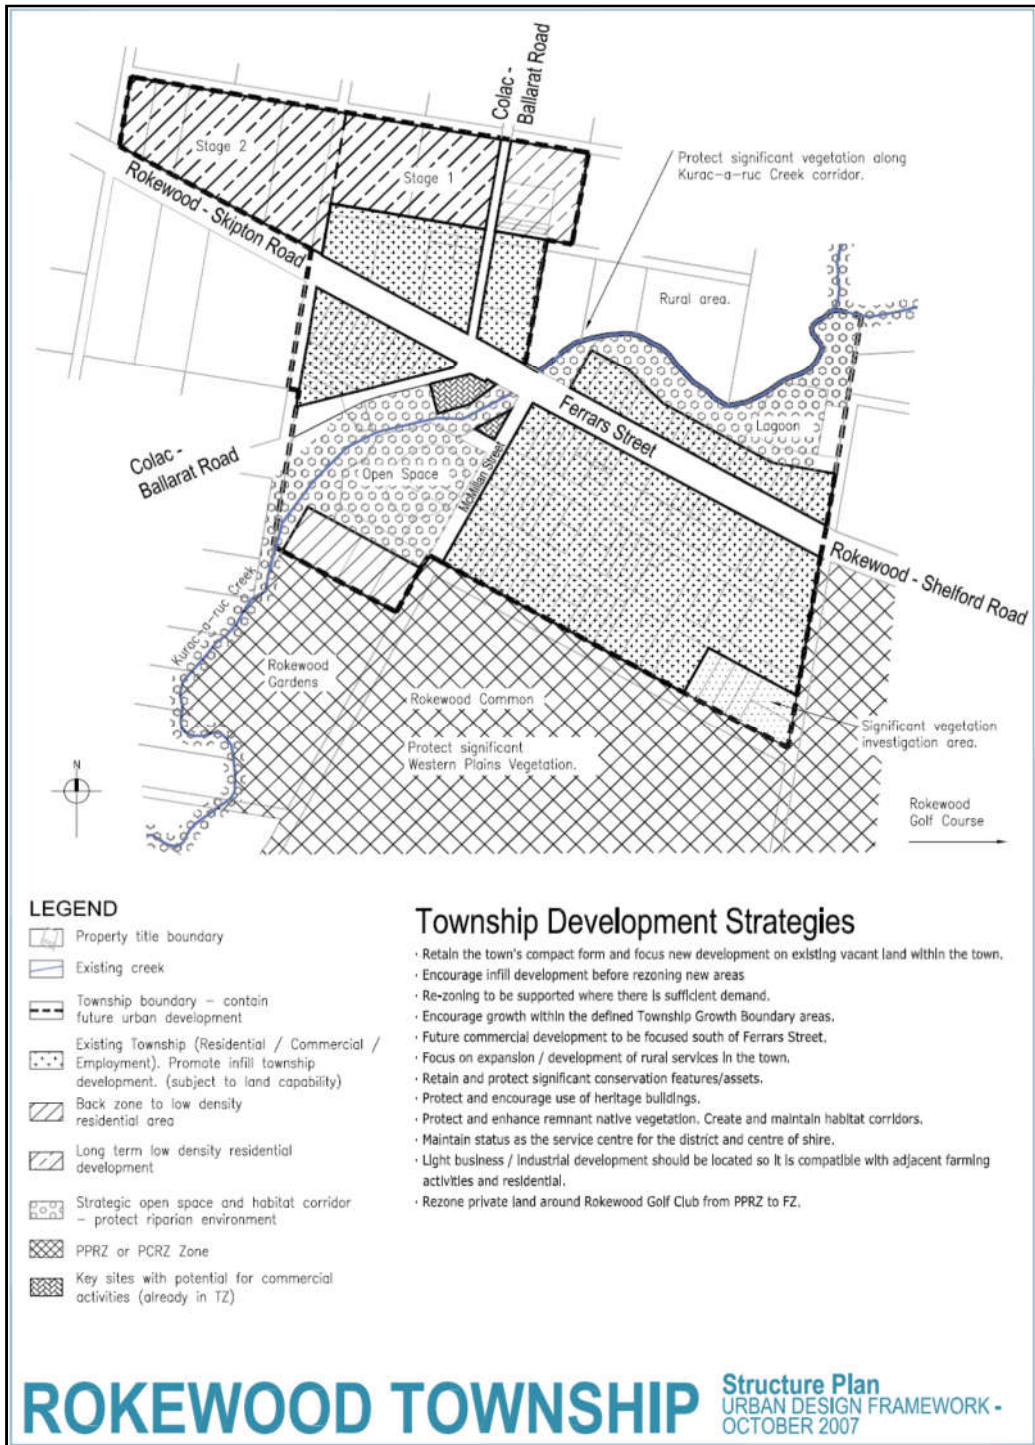 Colac -
Ballarat Road
Stage 2
Stage 1
Protect significant vegetation along
Kurac-a-ruc Creek corridor.
Rokewood - Skipton Road
Rural area.
Ferrars Street
Lagoon
Colac -
Ballarat Road
Open Space
McMillan Street
Rokewood - Shelford Road
Kurac-a-ruc Creek
Rokewood
Gardens
Rokewood Common
Protect significant
Western Plains Vegetation.
Significant vegetation
investigation area.
N
Rokewood
Golf Course
LEGEND
Property title boundary
Existing creek
Township boundary - contain
future urban development
Existing Township (Residential / Commercial /
Employment). Promote infill township
development. (subject to land capability)
Back zone to low density
residential area
Long term low density residential
development
Strategic open space and habitat corridor
- protect riparian environment
PPRZ or PCRZ Zone
Key sites with potential for commercial
activities (already in TZ)
Township Development Strategies
· Retain the town's compact form and focus new development on existing vacant land within the town.
· Encourage infill development before rezoning new areas
· Re-zoning to be supported where there is sufficient demand.
· Encourage growth within the defined Township Growth Boundary areas.
· Future commercial development to be focused south of Ferrars Street.
· Focus on expansion / development of rural services in the town.
· Retain and protect significant conservation features/assets.
· Protect and encourage use of heritage buildings.
· Protect and enhance remnant native vegetation. Create and maintain habitat corridors.
· Maintain status as the service centre for the district and centre of shire.
· Light business / industrial development should be located so it is compatible with adjacent farming
activities and residential.
· Rezone private land around Rokewood Golf Club from PPRZ to FZ.
ROKEWOOD TOWNSHIP
Structure Plan
URBAN DESIGN FRAMEWORK -
OCTOBER 2007